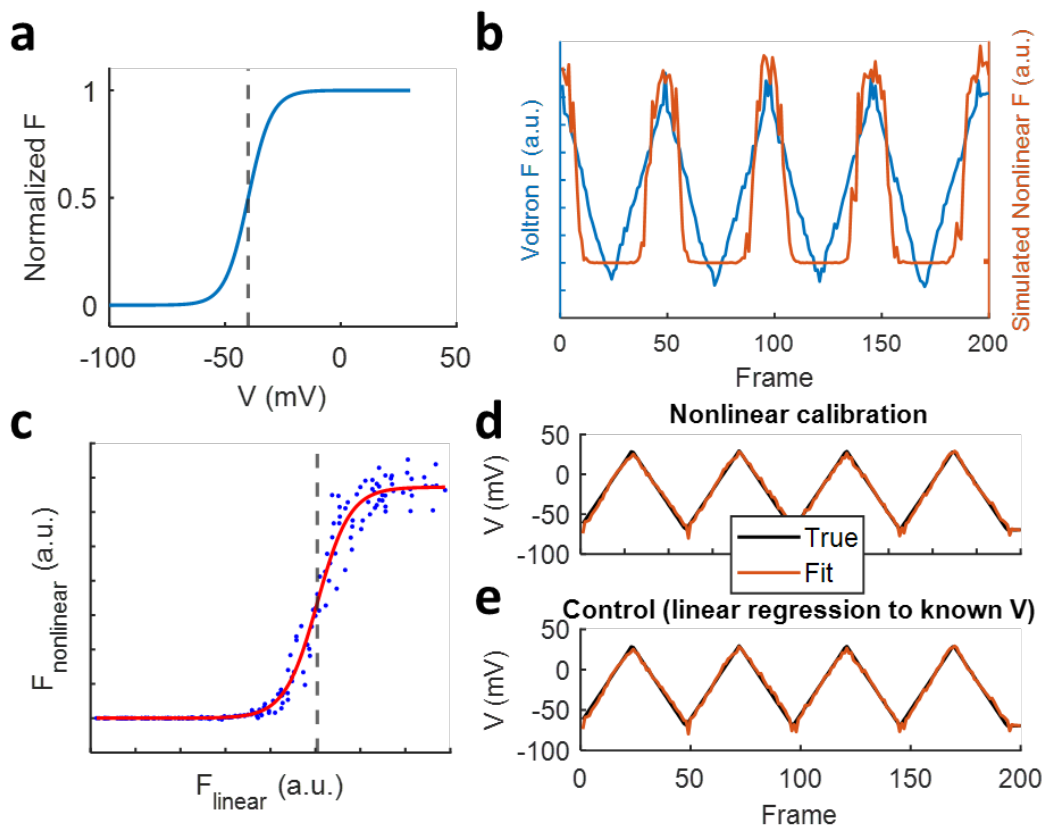 a
Normalized F
1
0.5
0
-100
-50
0
50
V (mV)
b
Voltron F (a.u.)
Simulated Nonlinear F (a.u.)
0
50
100
150
200
Frame
c
Fnonlinear (a.u.)
Flinear (a.u.)
d
Nonlinear calibration
V (mV)
50
0
-50
-100
True
Fit
e
Control (linear regression to known V)
V (mV)
50
0
-50
-100
0
50
100
150
200
Frame